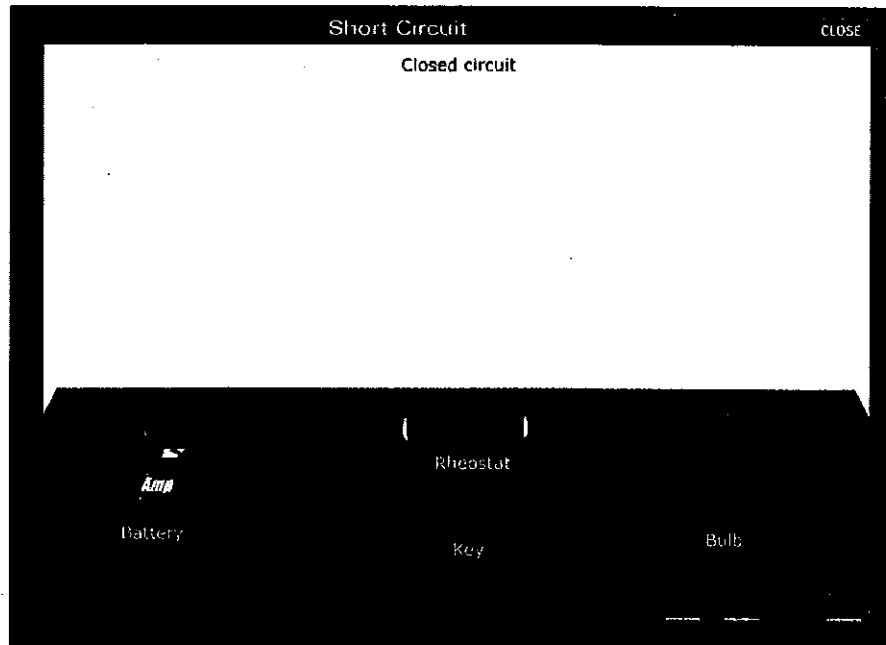 Short Circuit
CLOSE
Closed circuit
Rheostat
Amp
Battery
Key
Bulb